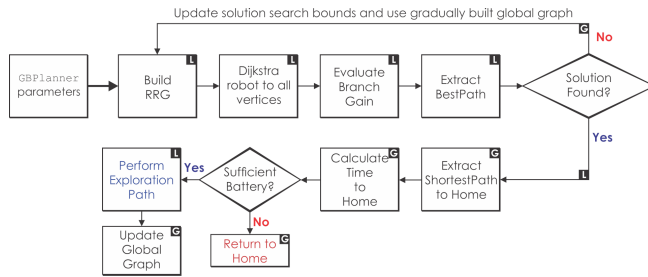 Update solution search bounds and use gradually built global graph
G
No
GBPlanner
parameters
L
Build
RRG
L
Dijkstra
robot to all
vertices
L
Evaluate
Branch
Gain
L
Extract
BestPath
Solution
Found?
Yes
L
G
Extract
ShortestPath
to Home
G
Calculate
Time
to
Home
Sufficient
Battery?
Yes
No
L
Perform
Exploration
Path
G
Update
Global
Graph
G
Return to
Home